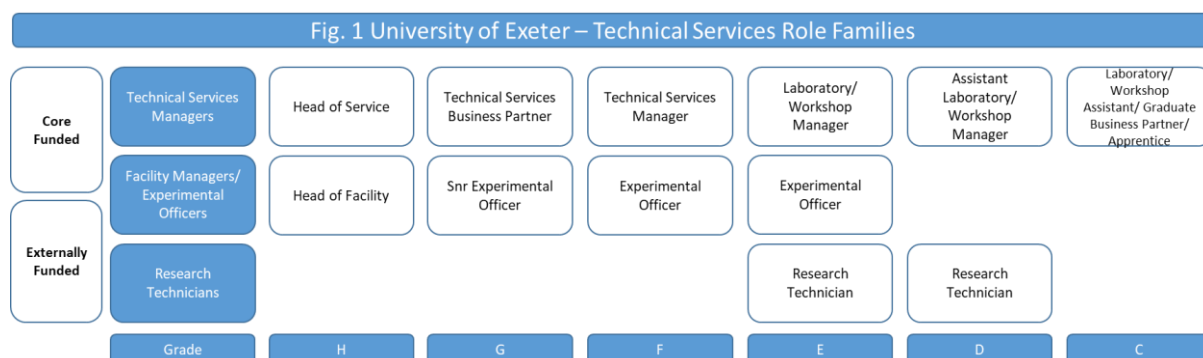 Fig. 1 University of Exeter – Technical Services Role Families
Core
Funded
Technical Services
Managers
Head of Service
Technical Services
Business Partner
Technical Services
Manager
Laboratory/
Workshop
Manager
Assistant
Laboratory/
Workshop
Manager
Laboratory/
Workshop
Assistant/ Graduate
Business Partner/
Apprentice
Facility Managers/
Experimental
Officers
Head of Facility
Snr Experimental
Officer
Experimental
Officer
Experimental
Officer
Externally
Funded
Research
Technicians
Research
Technician
Research
Technician
Grade
H
G
F
E
D
C